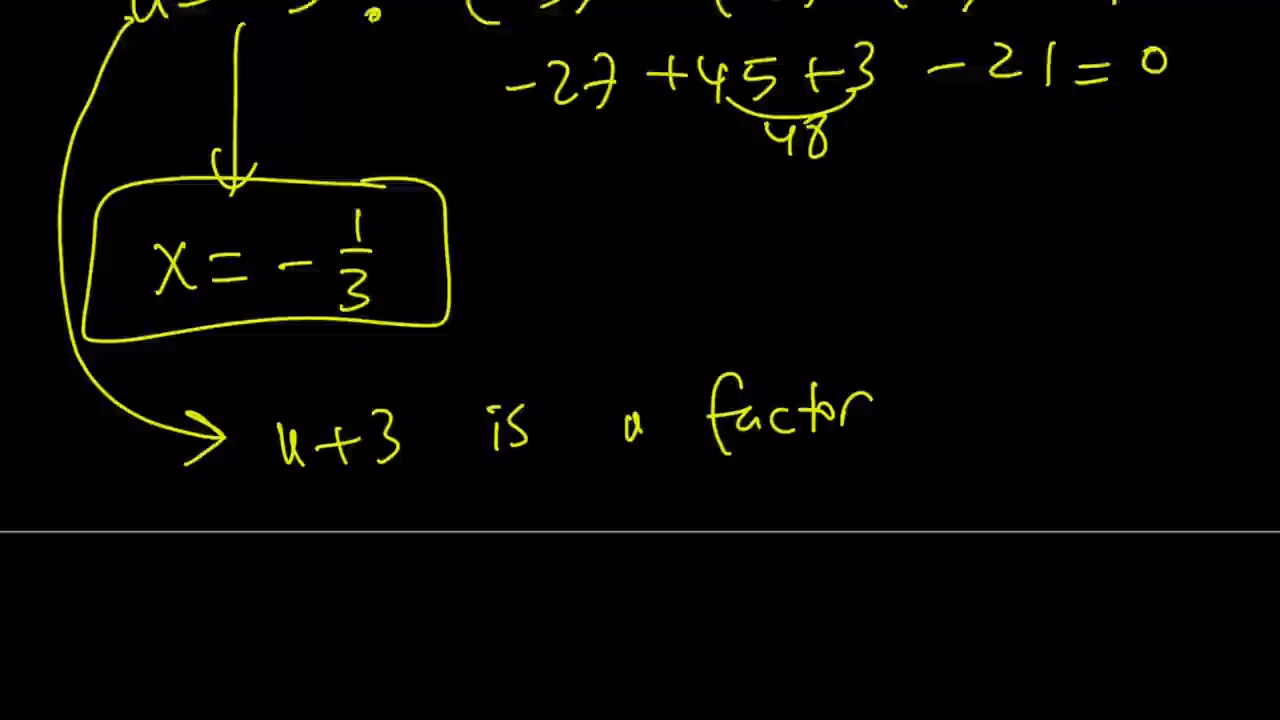 -27 +45 +3 - 21 = 0
48
x = - 1/3
u+3 is a factor